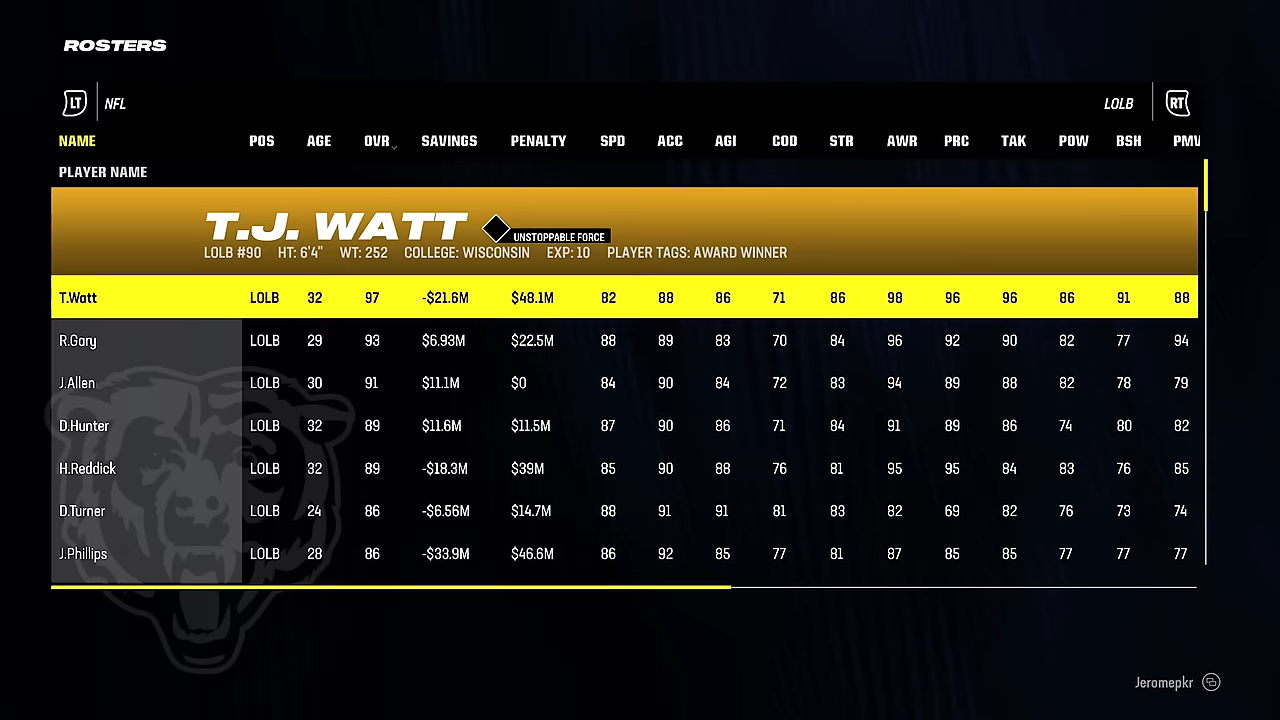 ROSTERS
LT NFL LOLB RT
NAME POS AGE OVR SAVINGS PENALTY SPD ACC AGI COD STR AWR PRC TAK POW BSH PMV
PLAYER NAME
T.J. WATT UNSTOPPABLE FORCE
LOLB #90 HT: 6'4" WT: 252 COLLEGE: WISCONSIN EXP: 10 PLAYER TAGS: AWARD WINNER
T.Watt LOLB 32 97 -$21.6M $48.1M 82 88 86 71 86 98 96 96 86 91 88
R.Gary LOLB 29 93 $6.93M $22.5M 88 89 83 70 84 96 92 90 82 77 94
J.Allen LOLB 30 91 $11.1M $0 84 90 84 72 83 94 89 88 82 78 79
D.Hunter LOLB 32 89 $11.6M $11.5M 87 90 86 71 84 91 89 86 74 80 82
H.Reddick LOLB 32 89 -$18.3M $39M 85 90 88 76 81 95 95 84 83 76 85
D.Turner LOLB 24 86 -$6.56M $14.7M 88 91 91 81 83 82 69 82 76 73 74
J.Phillips LOLB 28 86 -$33.9M $46.6M 86 92 85 77 81 87 85 85 77 77 77
Jeromepkr